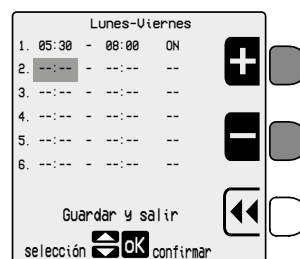 Lunes-Viernes
1. 05:30 - 08:00 ON
2. --:-- - --:-- --
3. --:-- - --:-- --
4. --:-- - --:-- --
5. --:-- - --:-- --
6. --:-- - --:-- --
Guardar y salir
selección OK confirmar